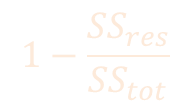 1 − SS_res / SS_tot